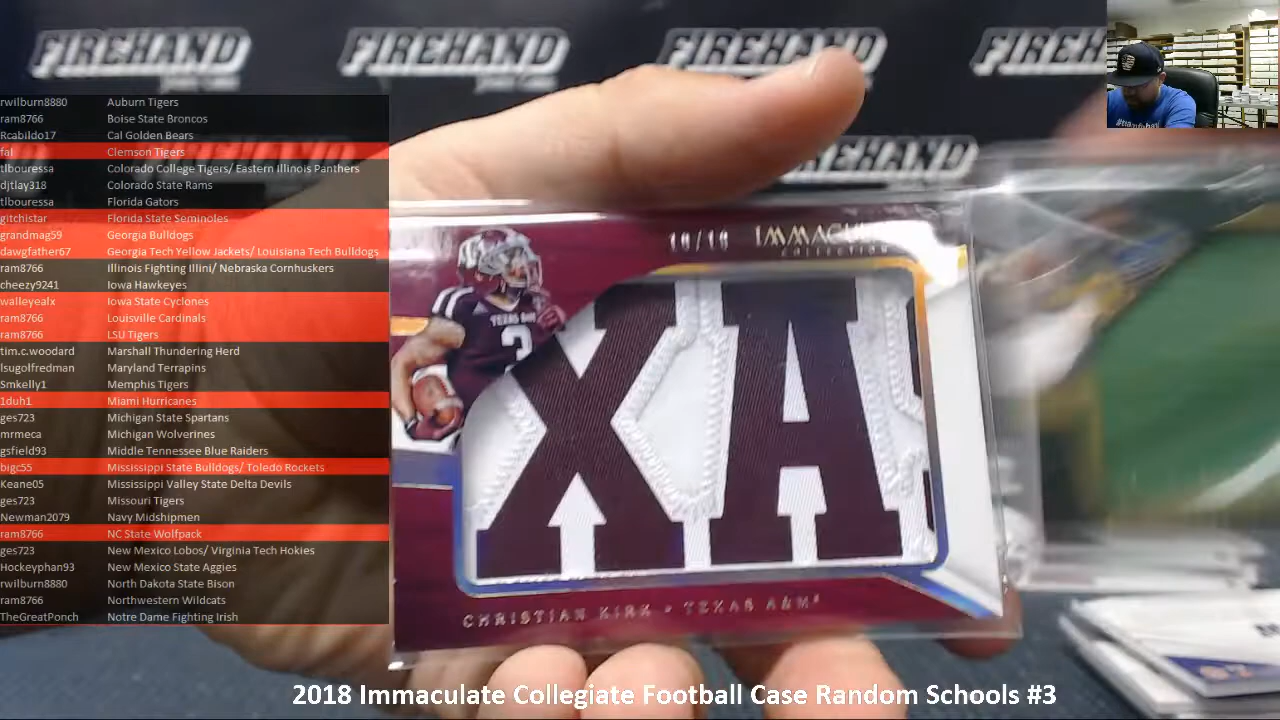 FIREHAND
FIREHAND
FIREHAND
FIREH
FIREHAND
rwilburn8880 Auburn Tigers
ram8766 Boise State Broncos
Rcabildo17 Cal Golden Bears
fal Clemson Tigers
tlbouressa Colorado College Tigers/ Eastern Illinois Panthers
djtlay318 Colorado State Rams
tlbouressa Florida Gators
gitchistar Florida State Seminoles
grandmag59 Georgia Bulldogs
dawgfather67 Georgia Tech Yellow Jackets/ Louisiana Tech Bulldogs
ram8766 Illinois Fighting Illini/ Nebraska Cornhuskers
cheezy9241 Iowa Hawkeyes
walleyealx Iowa State Cyclones
ram8766 Louisville Cardinals
ram8766 LSU Tigers
tim.c.woodard Marshall Thundering Herd
lsugolfredman Maryland Terrapins
Smkelly1 Memphis Tigers
1duh1 Miami Hurricanes
ges723 Michigan State Spartans
mrmeca Michigan Wolverines
gsfield93 Middle Tennessee Blue Raiders
bigc55 Mississippi State Bulldogs/ Toledo Rockets
Keane05 Mississippi Valley State Delta Devils
ges723 Missouri Tigers
Newman2079 Navy Midshipmen
ram8766 NC State Wolfpack
ges723 New Mexico Lobos/ Virginia Tech Hokies
Hockeyphan93 New Mexico State Aggies
rwilburn8880 North Dakota State Bison
ram8766 Northwestern Wildcats
TheGreatPonch Notre Dame Fighting Irish
IMMACUL
collection
TEXAS A&M
3
XA
CHRISTIAN KIRK • TEXAS A&M
2018 Immaculate Collegiate Football Case Random Schools #3